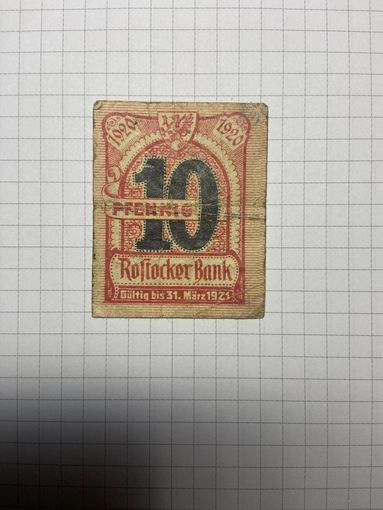 1920 1920
10
PFENNIG
Rostocker Bank
Gültig bis 31. März 1921